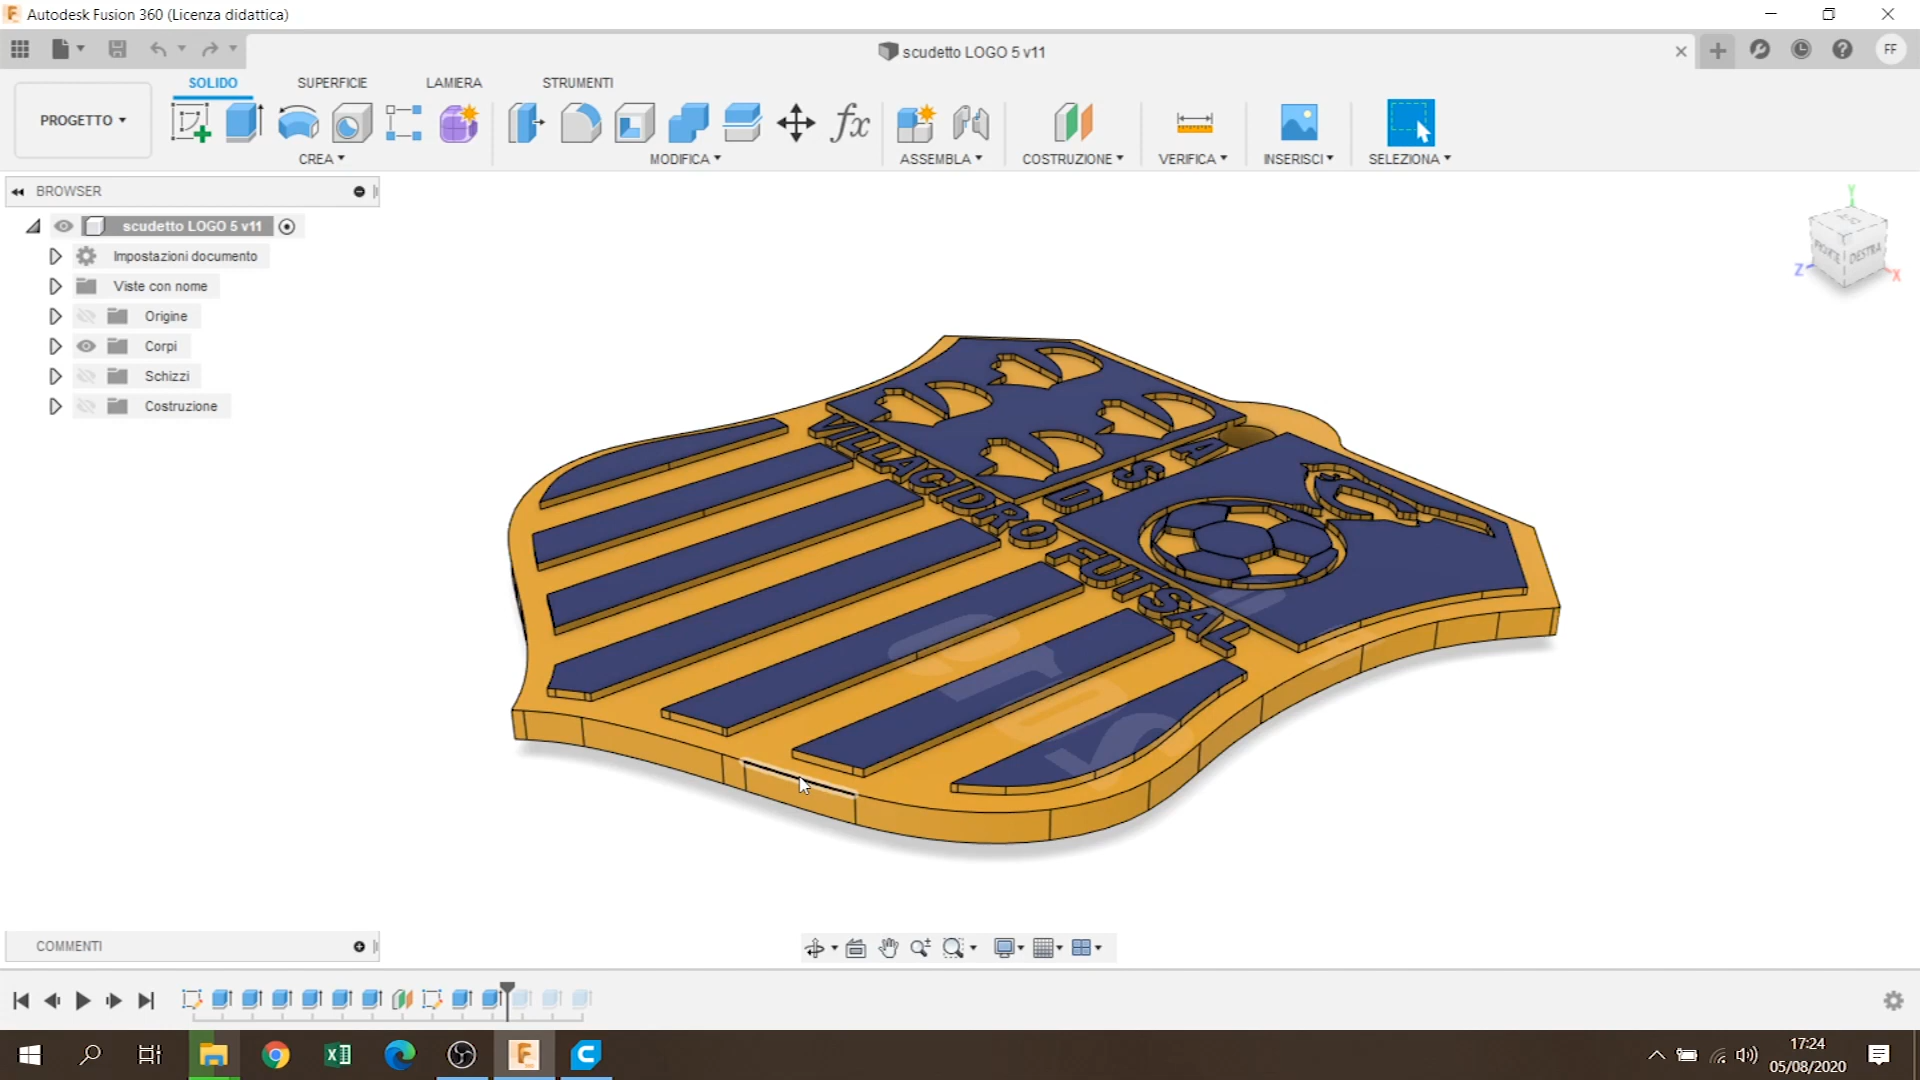 Autodesk Fusion 360 (Licenza didattica)
scudetto LOGO 5 v11
FF
PROGETTO
SOLIDO
SUPERFICIE
LAMIERA
STRUMENTI
CREA
MODIFICA
ASSEMBLA
COSTRUZIONE
VERIFICA
INSERISCI
SELEZIONA
BROWSER
scudetto LOGO 5 v11
Impostazioni documento
Viste con nome
Origine
Corpi
Schizzi
Costruzione
Y
DESTRA
Z
X
A S D
VILLACIDRO FUTSAL
COMMENTI
17:24
05/08/2020